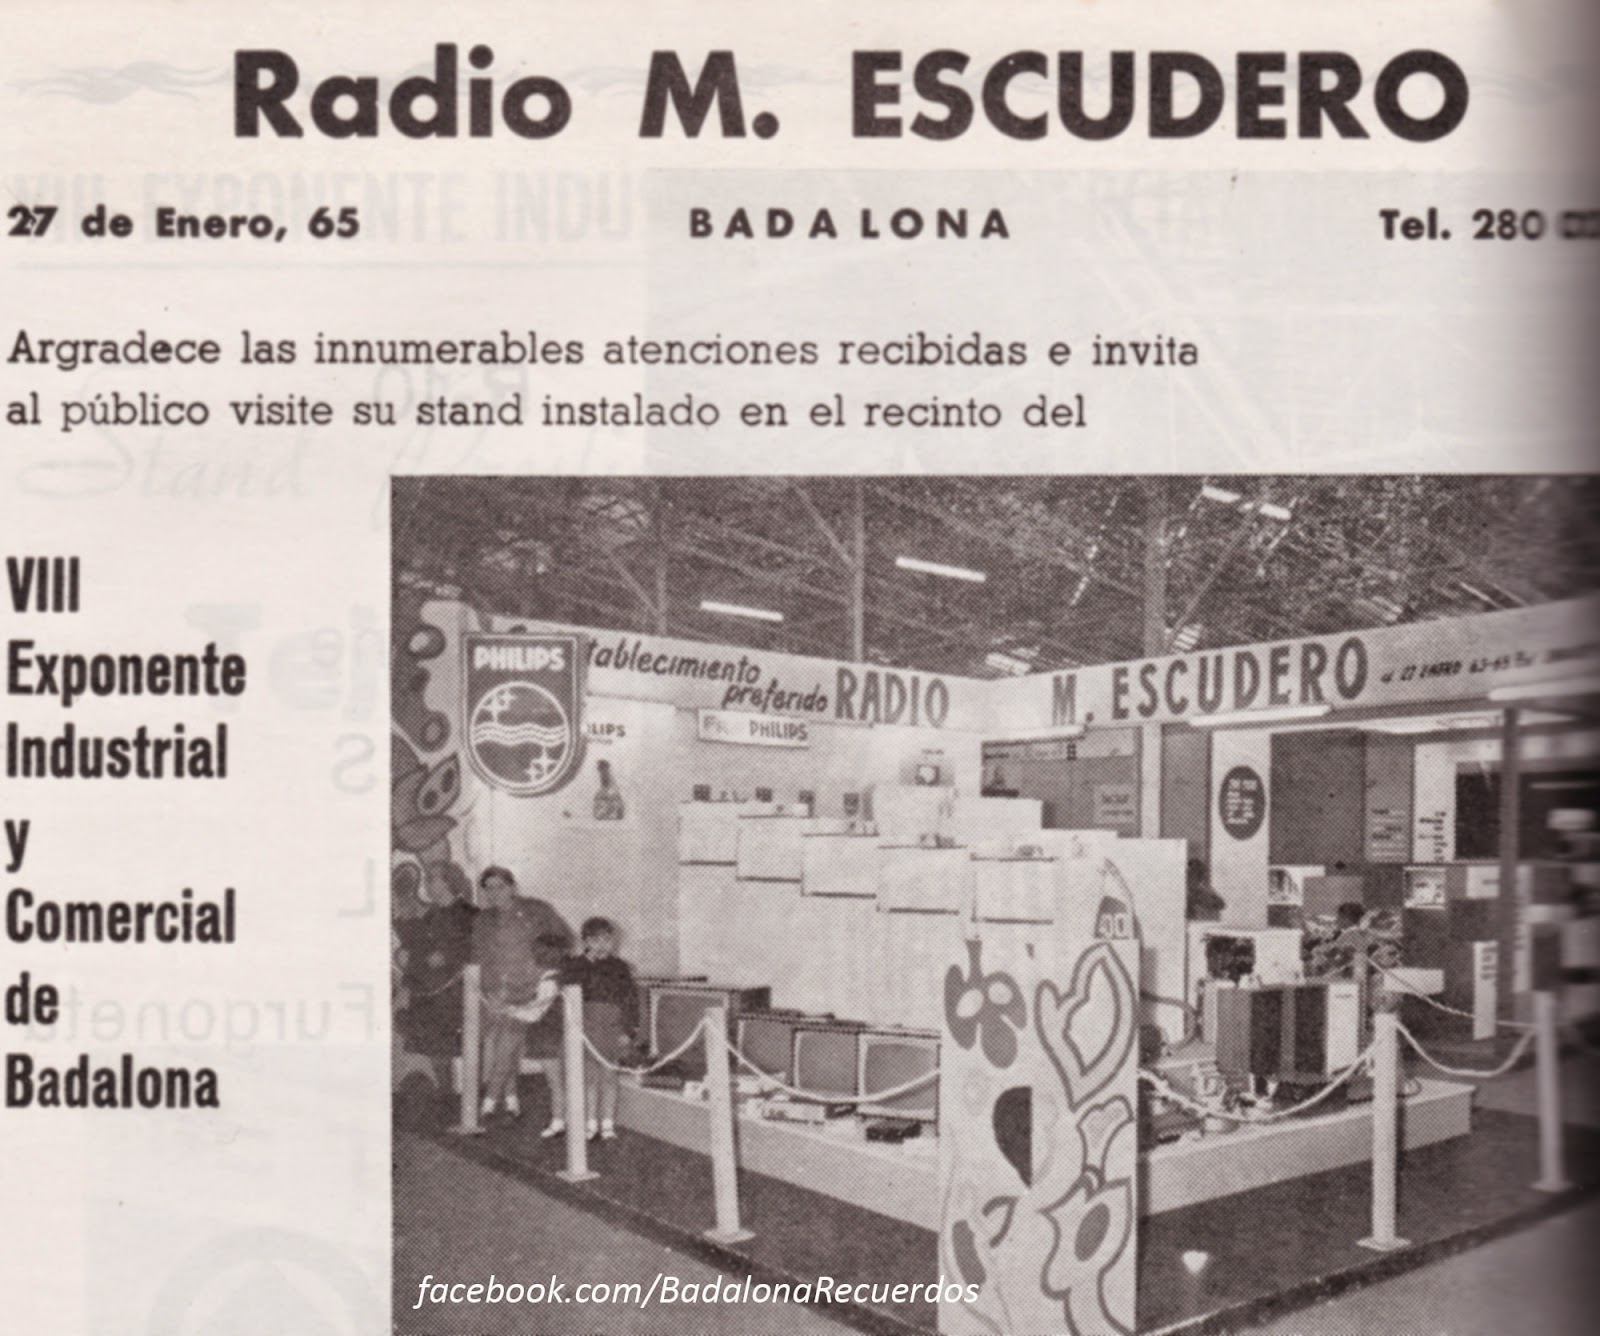 Radio M. ESCUDERO
27 de Enero, 65
BADALONA
Tel. 280
Argradece las innumerables atenciones recibidas e invita
al público visite su stand instalado en el recinto del
VIII
Exponente
Industrial
y
Comercial
de
Badalona
PHILIPS
tablecimiento
preferido RADIO
M. ESCUDERO
ILIPS
PHILIPS
facebook.com/BadalonaRecuerdos